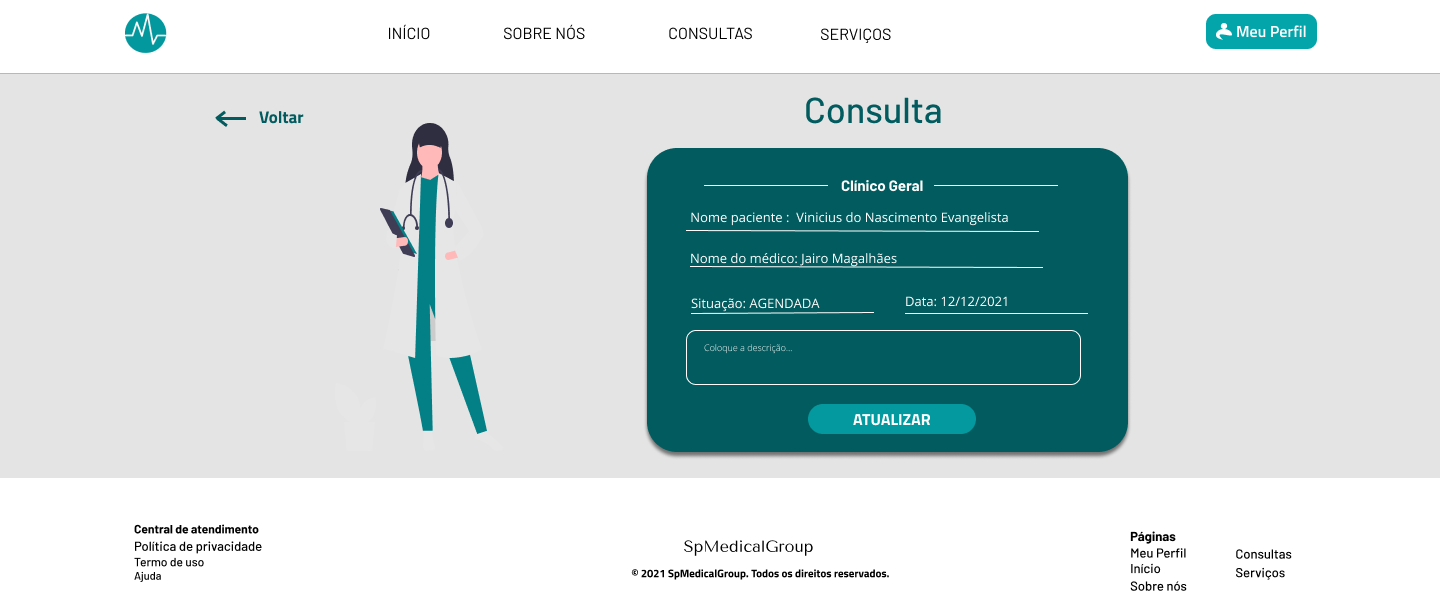 INÍCIO
SOBRE NÓS
CONSULTAS
SERVIÇOS
Meu Perfil
Voltar
Consulta
Clínico Geral
Nome paciente : Vinicius do Nascimento Evangelista
Nome do médico: Jairo Magalhães
Situação: AGENDADA
Data: 12/12/2021
Coloque a descrição...
ATUALIZAR
Central de atendimento
Política de privacidade
Termo de uso
Ajuda
SpMedicalGroup
© 2021 SpMedicalGroup. Todos os direitos reservados.
Páginas
Meu Perfil
Início
Sobre nós
Consultas
Serviços